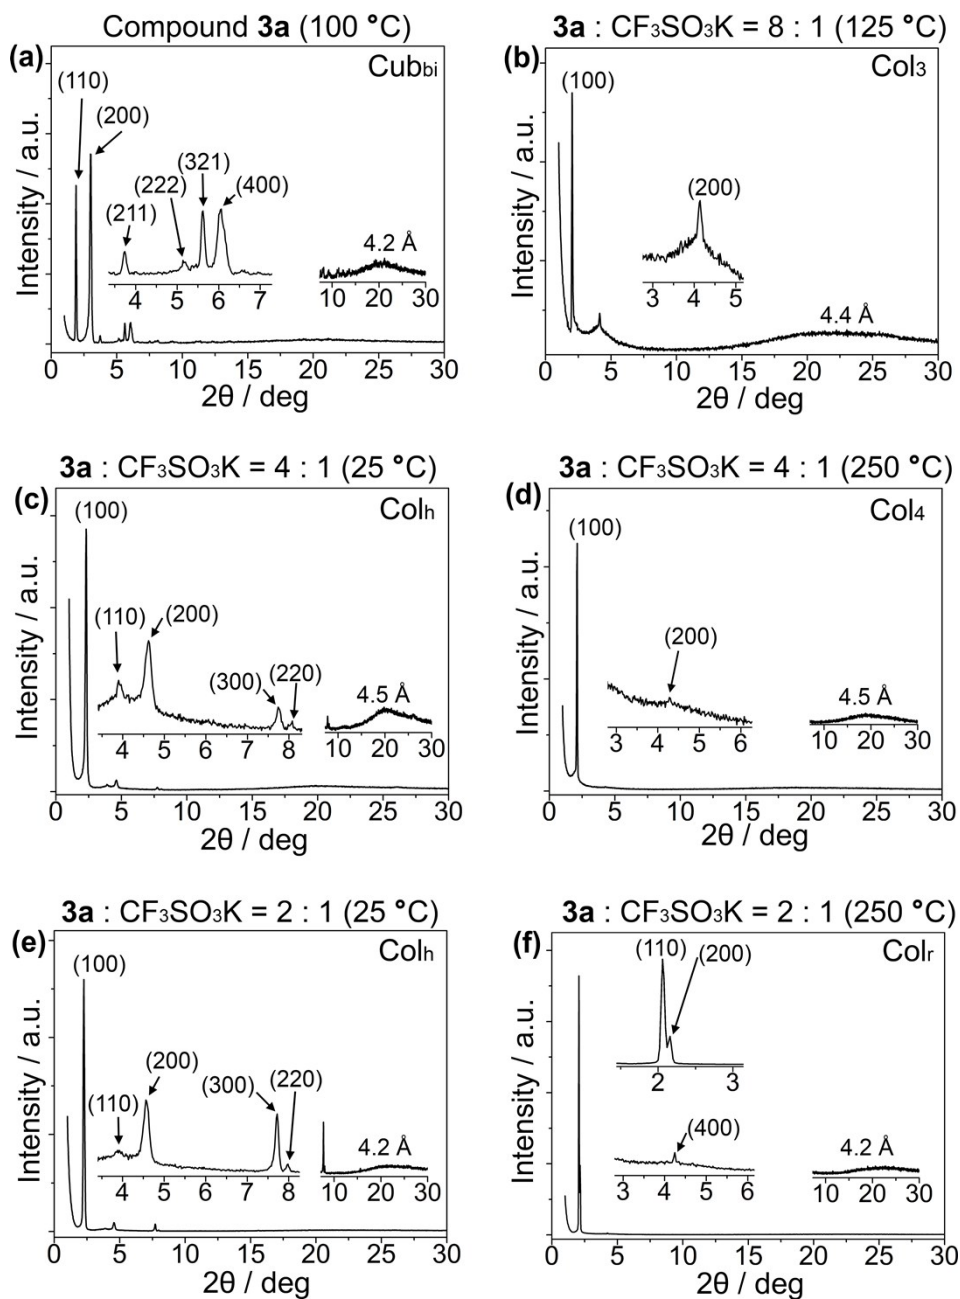 Compound 3a (100 °C)
(a)
Cubbi
(110)
(200)
(321)
(222)
(400)
(211)
4.2 Å
4 5 6 7
10 20 30
Intensity / a.u.
0 5 10 15 20 25 30
2θ / deg
3a : CF3SO3K = 8 : 1 (125 °C)
(b)
Col3
(100)
(200)
3 4 5
4.4 Å
Intensity / a.u.
0 5 10 15 20 25 30
2θ / deg
3a : CF3SO3K = 4 : 1 (25 °C)
(c)
Colh
(100)
(110)
(200)
(300)
(220)
4.5 Å
4 5 6 7 8
10 20 30
Intensity / a.u.
0 5 10 15 20 25 30
2θ / deg
3a : CF3SO3K = 4 : 1 (250 °C)
(d)
Col4
(100)
(200)
4.5 Å
3 4 5 6
10 20 30
Intensity / a.u.
0 5 10 15 20 25 30
2θ / deg
3a : CF3SO3K = 2 : 1 (25 °C)
(e)
Colh
(100)
(200)
(110)
(300)
(220)
4.2 Å
4 5 6 7 8
10 20 30
Intensity / a.u.
0 5 10 15 20 25 30
2θ / deg
3a : CF3SO3K = 2 : 1 (250 °C)
(f)
Colr
(110)
(200)
2 3
(400)
4.2 Å
3 4 5 6
10 20 30
Intensity / a.u.
0 5 10 15 20 25 30
2θ / deg